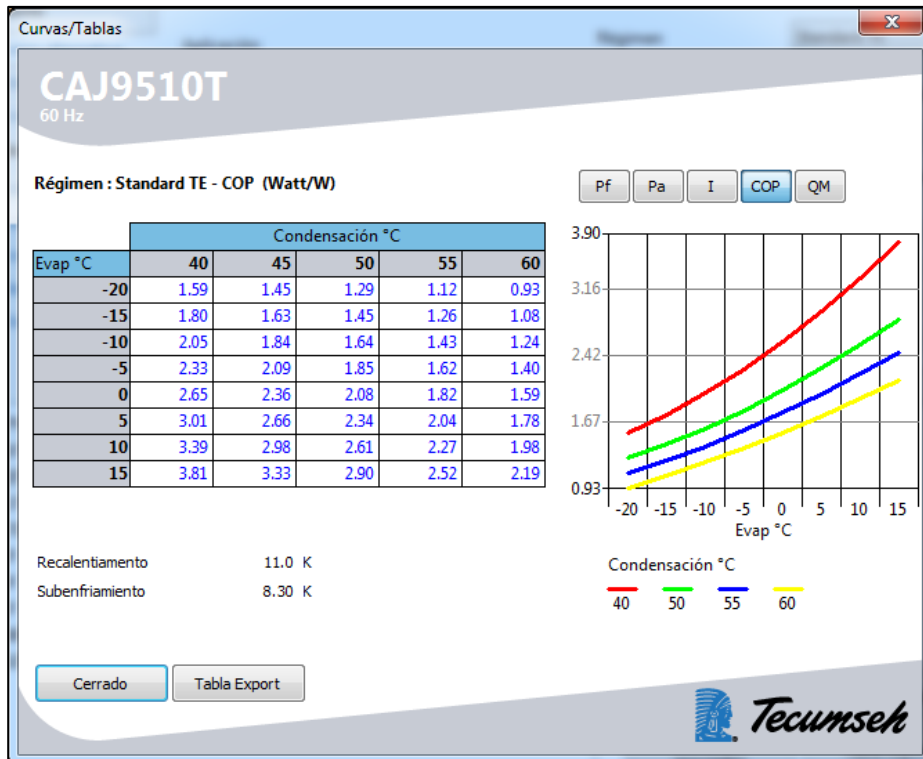 Curvas/Tablas
CAJ9510T
60 Hz
Régimen : Standard TE - COP (Watt/W)
Pf Pa I COP QM
Condensación °C
Evap °C 40 45 50 55 60
-20 1.59 1.45 1.29 1.12 0.93
-15 1.80 1.63 1.45 1.26 1.08
-10 2.05 1.84 1.64 1.43 1.24
-5 2.33 2.09 1.85 1.62 1.40
0 2.65 2.36 2.08 1.82 1.59
5 3.01 2.66 2.34 2.04 1.78
10 3.39 2.98 2.61 2.27 1.98
15 3.81 3.33 2.90 2.52 2.19
3.90
3.16
2.42
1.67
0.93
-20 -15 -10 -5 0 5 10 15
Evap °C
Recalentiamento 11.0 K
Subenfriamiento 8.30 K
Condensación °C
40 50 55 60
Cerrado Tabla Export
Tecumseh